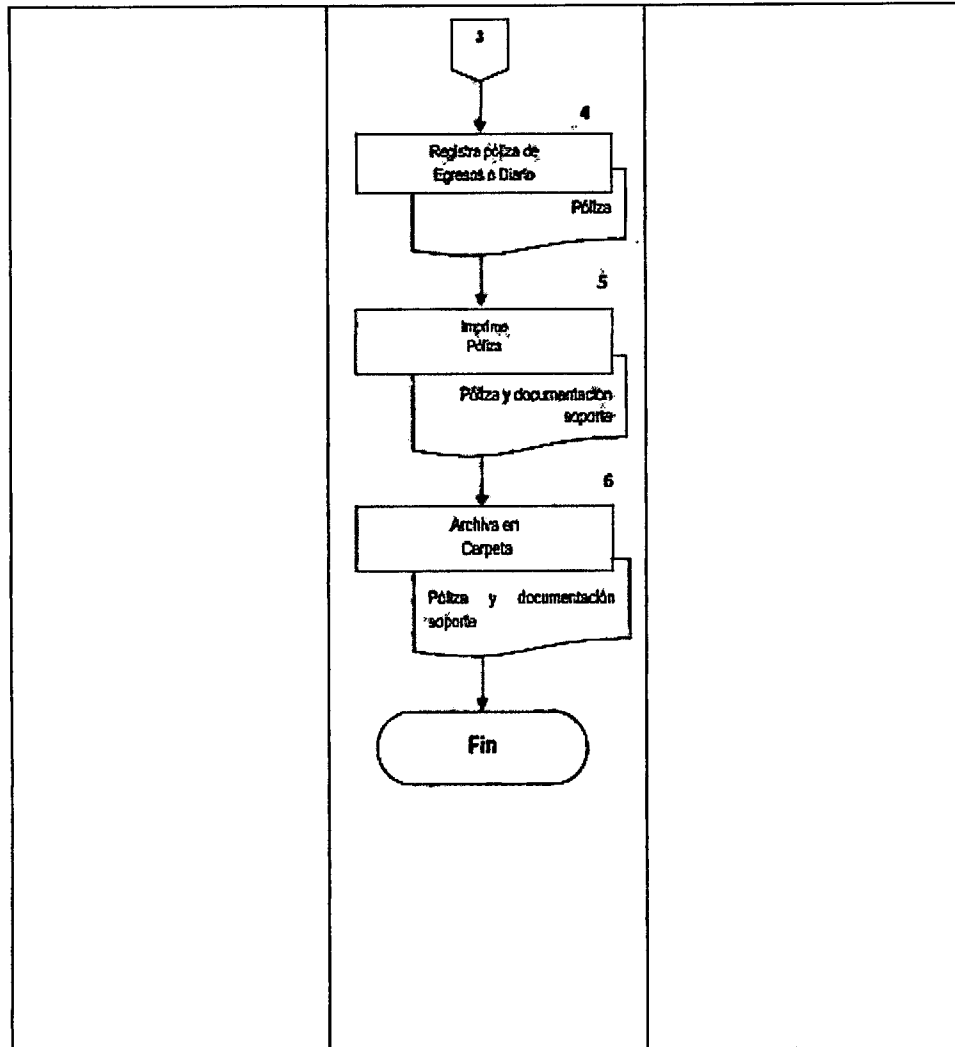 3
4
Registra póliza de
Egresos o Diario
Póliza
5
Imprime
Póliza
Póliza y documentación
soporte
6
Archiva en
Carpeta
Póliza y documentación
soporte
Fin